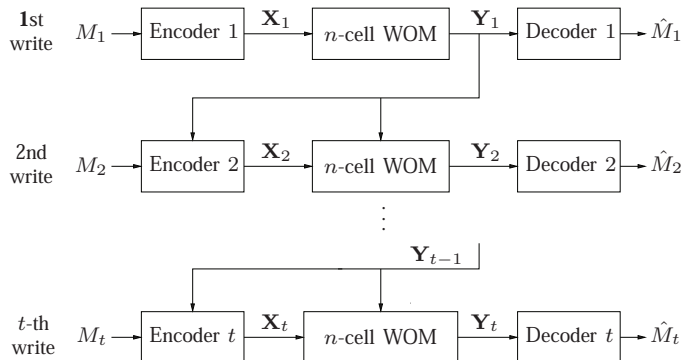 1st write M₁ Encoder 1 X₁ n-cell WOM Y₁ Decoder 1 M̂₁
2nd write M₂ Encoder 2 X₂ n-cell WOM Y₂ Decoder 2 M̂₂
⋮
Yₜ₋₁
t-th write Mₜ Encoder t Xₜ n-cell WOM Yₜ Decoder t M̂ₜ